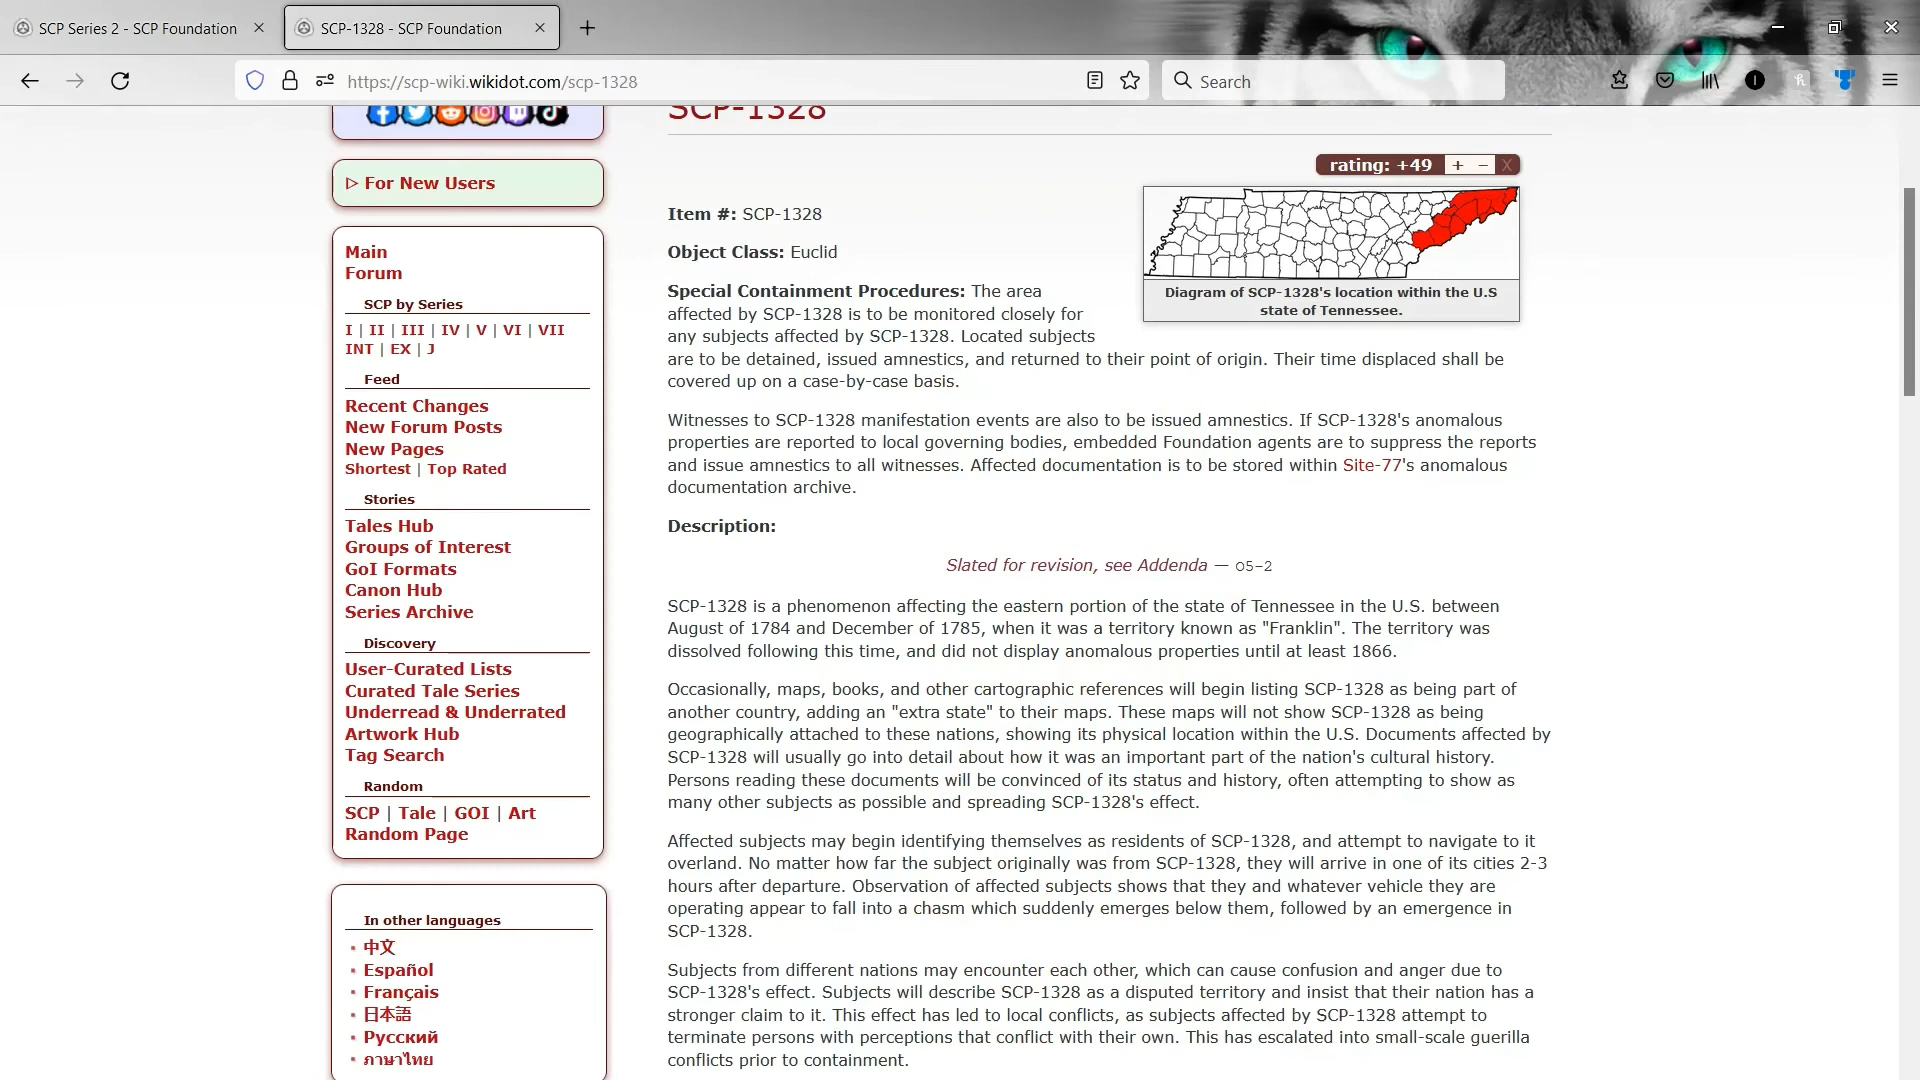 SCP Series 2 - SCP Foundation
SCP-1328 - SCP Foundation
https://scp-wiki.wikidot.com/scp-1328
Search
SCP-1328
▷ For New Users
Main
Forum
SCP by Series
I | II | III | IV | V | VI | VII
INT | EX | J
Feed
Recent Changes
New Forum Posts
New Pages
Shortest | Top Rated
Stories
Tales Hub
Groups of Interest
GoI Formats
Canon Hub
Series Archive
Discovery
User-Curated Lists
Curated Tale Series
Underread & Underrated
Artwork Hub
Tag Search
Random
SCP | Tale | GOI | Art
Random Page
In other languages
中文
Español
Français
日本語
Русский
ภาษาไทย
rating: +49 + − X
Diagram of SCP-1328's location within the U.S
state of Tennessee.
Item #: SCP-1328
Object Class: Euclid
Special Containment Procedures: The area
affected by SCP-1328 is to be monitored closely for
any subjects affected by SCP-1328. Located subjects
are to be detained, issued amnestics, and returned to their point of origin. Their time displaced shall be
covered up on a case-by-case basis.
Witnesses to SCP-1328 manifestation events are also to be issued amnestics. If SCP-1328's anomalous
properties are reported to local governing bodies, embedded Foundation agents are to suppress the reports
and issue amnestics to all witnesses. Affected documentation is to be stored within Site-77's anomalous
documentation archive.
Description:
Slated for revision, see Addenda — O5-2
SCP-1328 is a phenomenon affecting the eastern portion of the state of Tennessee in the U.S. between
August of 1784 and December of 1785, when it was a territory known as "Franklin". The territory was
dissolved following this time, and did not display anomalous properties until at least 1866.
Occasionally, maps, books, and other cartographic references will begin listing SCP-1328 as being part of
another country, adding an "extra state" to their maps. These maps will not show SCP-1328 as being
geographically attached to these nations, showing its physical location within the U.S. Documents affected by
SCP-1328 will usually go into detail about how it was an important part of the nation's cultural history.
Persons reading these documents will be convinced of its status and history, often attempting to show as
many other subjects as possible and spreading SCP-1328's effect.
Affected subjects may begin identifying themselves as residents of SCP-1328, and attempt to navigate to it
overland. No matter how far the subject originally was from SCP-1328, they will arrive in one of its cities 2-3
hours after departure. Observation of affected subjects shows that they and whatever vehicle they are
operating appear to fall into a chasm which suddenly emerges below them, followed by an emergence in
SCP-1328.
Subjects from different nations may encounter each other, which can cause confusion and anger due to
SCP-1328's effect. Subjects will describe SCP-1328 as a disputed territory and insist that their nation has a
stronger claim to it. This effect has led to local conflicts, as subjects affected by SCP-1328 attempt to
terminate persons with perceptions that conflict with their own. This has escalated into small-scale guerilla
conflicts prior to containment.